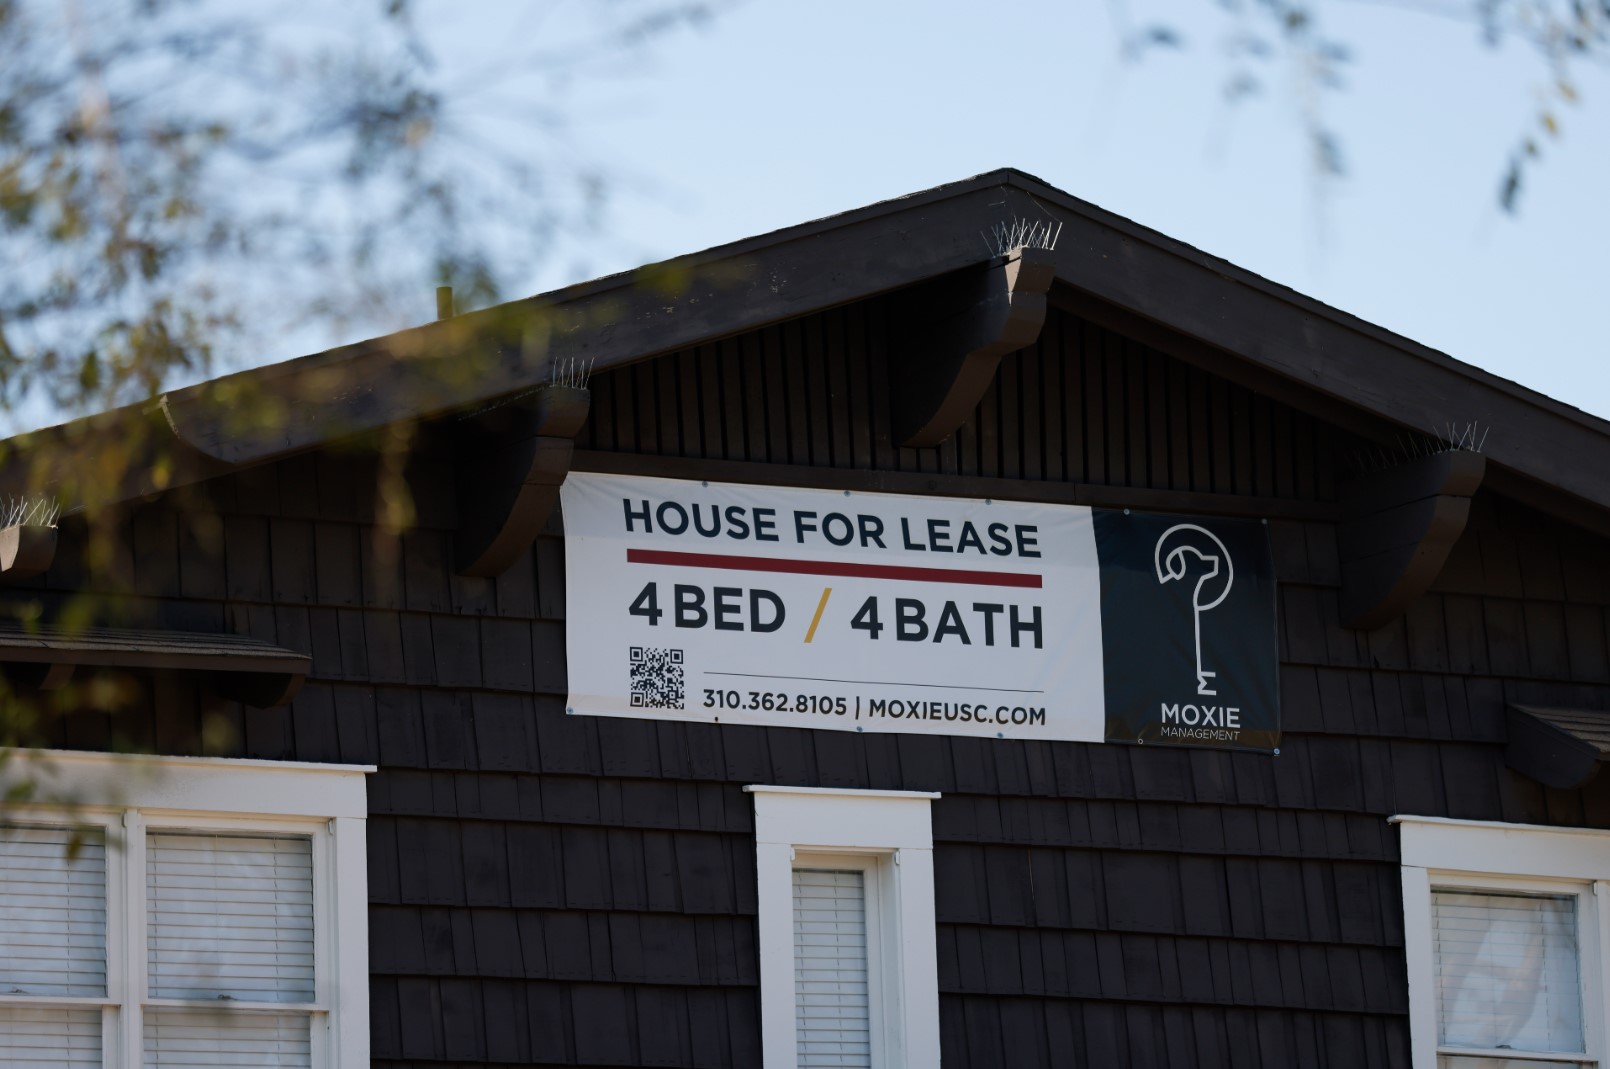 HOUSE FOR LEASE
4 BED / 4 BATH
310.362.8105 | MOXIEUSC.COM
MOXIE
MANAGEMENT